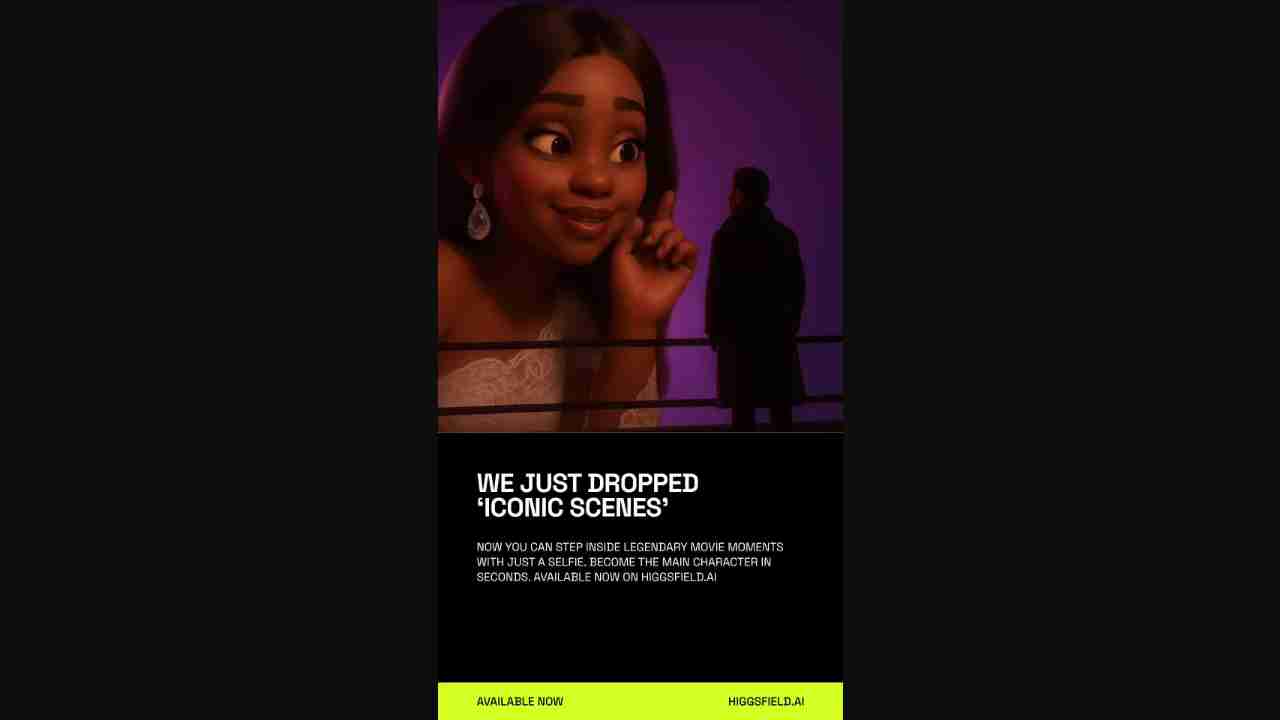 WE JUST DROPPED
‘ICONIC SCENES’
NOW YOU CAN STEP INSIDE LEGENDARY MOVIE MOMENTS
WITH JUST A SELFIE. BECOME THE MAIN CHARACTER IN
SECONDS. AVAILABLE NOW ON HIGGSFIELD.AI
AVAILABLE NOW
HIGGSFIELD.AI